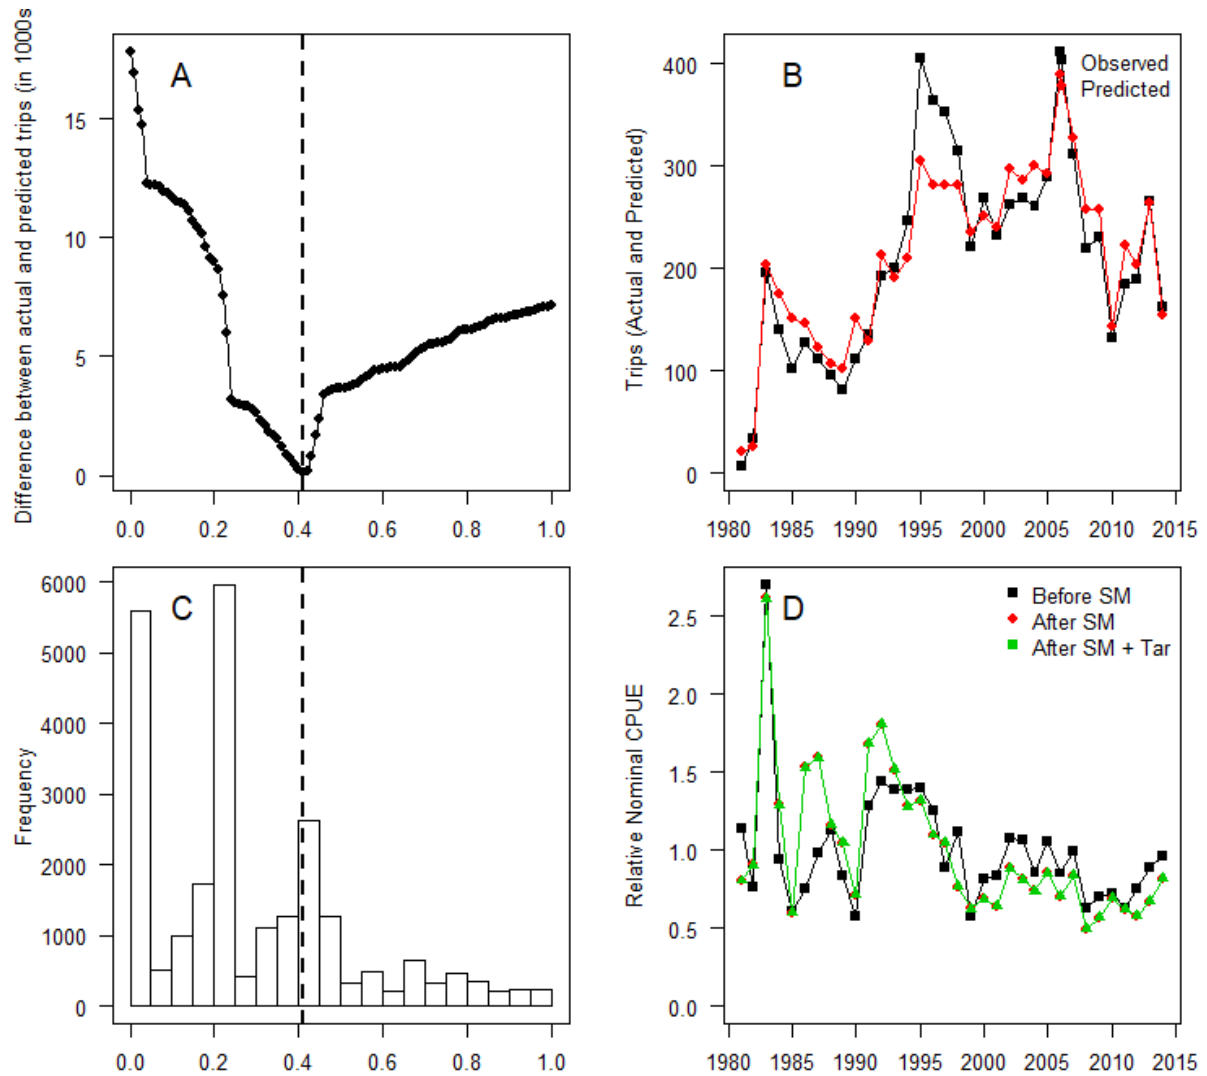 Difference between actual and predicted trips (in 1000s
A
15
10
5
0
0.0 0.2 0.4 0.6 0.8 1.0
Trips (Actual and Predicted)
B
Observed
Predicted
400
300
200
100
0
1980 1985 1990 1995 2000 2005 2010 2015
Frequency
C
6000
5000
4000
3000
2000
1000
0
0.0 0.2 0.4 0.6 0.8 1.0
Relative Nominal CPUE
D
Before SM
After SM
After SM + Tar
2.5
2.0
1.5
1.0
0.5
0.0
1980 1985 1990 1995 2000 2005 2010 2015